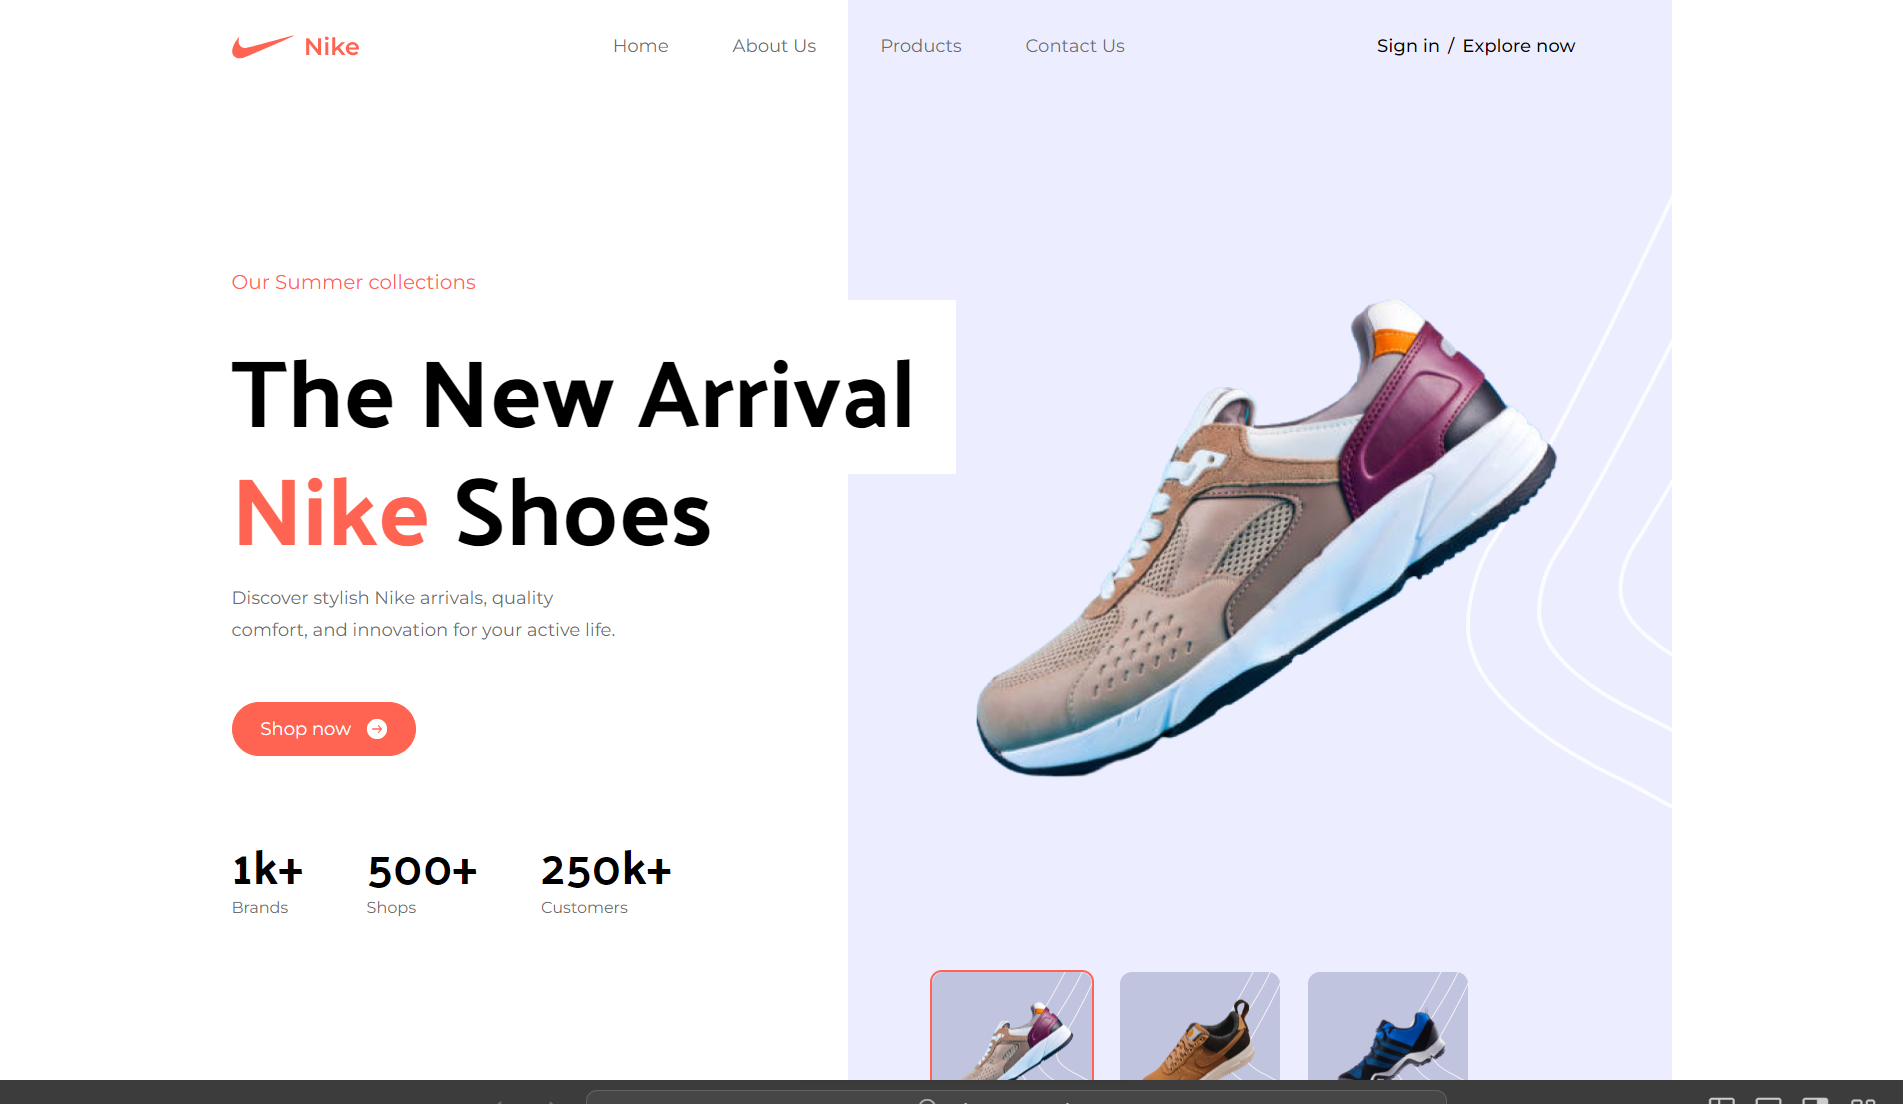 Nike
Home About Us Products Contact Us
Sign in / Explore now
Our Summer collections
The New Arrival
Nike Shoes
Discover stylish Nike arrivals, quality
comfort, and innovation for your active life.
Shop now
1k+ 500+ 250k+
Brands Shops Customers